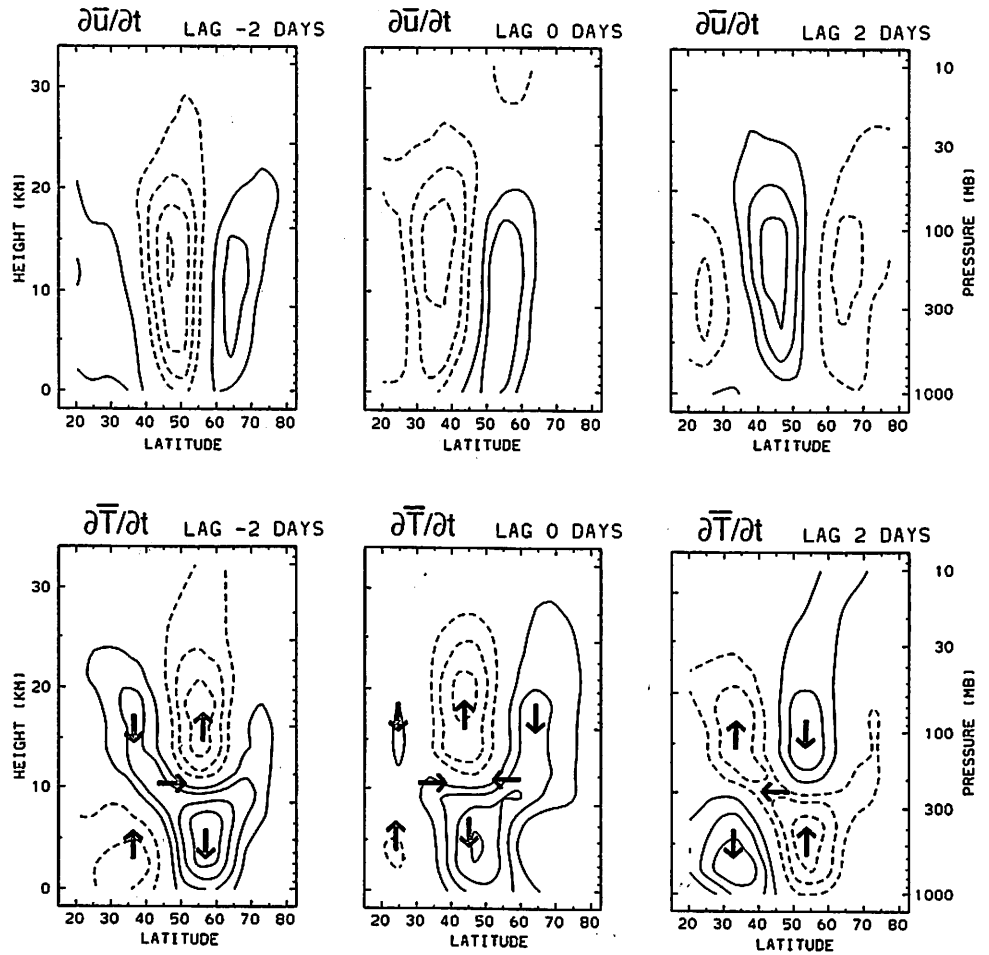 ∂ū/∂t LAG -2 DAYS
∂ū/∂t LAG 0 DAYS
∂ū/∂t LAG 2 DAYS
HEIGHT (KM)
30
20
10
0
20 30 40 50 60 70 80
LATITUDE
20 30 40 50 60 70 80
LATITUDE
20 30 40 50 60 70 80
LATITUDE
10
30
100
300
1000
PRESSURE (MB)
∂T̅/∂t LAG -2 DAYS
∂T̅/∂t LAG 0 DAYS
∂T̅/∂t LAG 2 DAYS
HEIGHT (KM)
30
20
10
0
20 30 40 50 60 70 80
LATITUDE
20 30 40 50 60 70 80
LATITUDE
20 30 40 50 60 70 80
LATITUDE
10
30
100
300
1000
PRESSURE (MB)